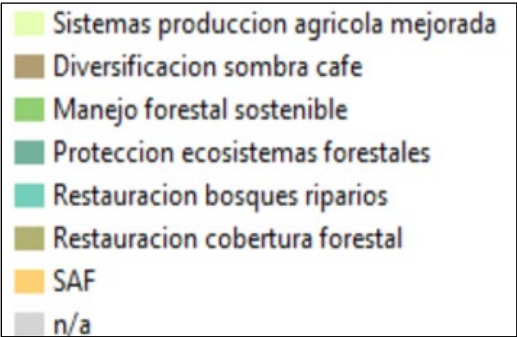 Sistemas produccion agricola mejorada
Diversificacion sombra cafe
Manejo forestal sostenible
Proteccion ecosistemas forestales
Restauracion bosques riparios
Restauracion cobertura forestal
SAF
n/a